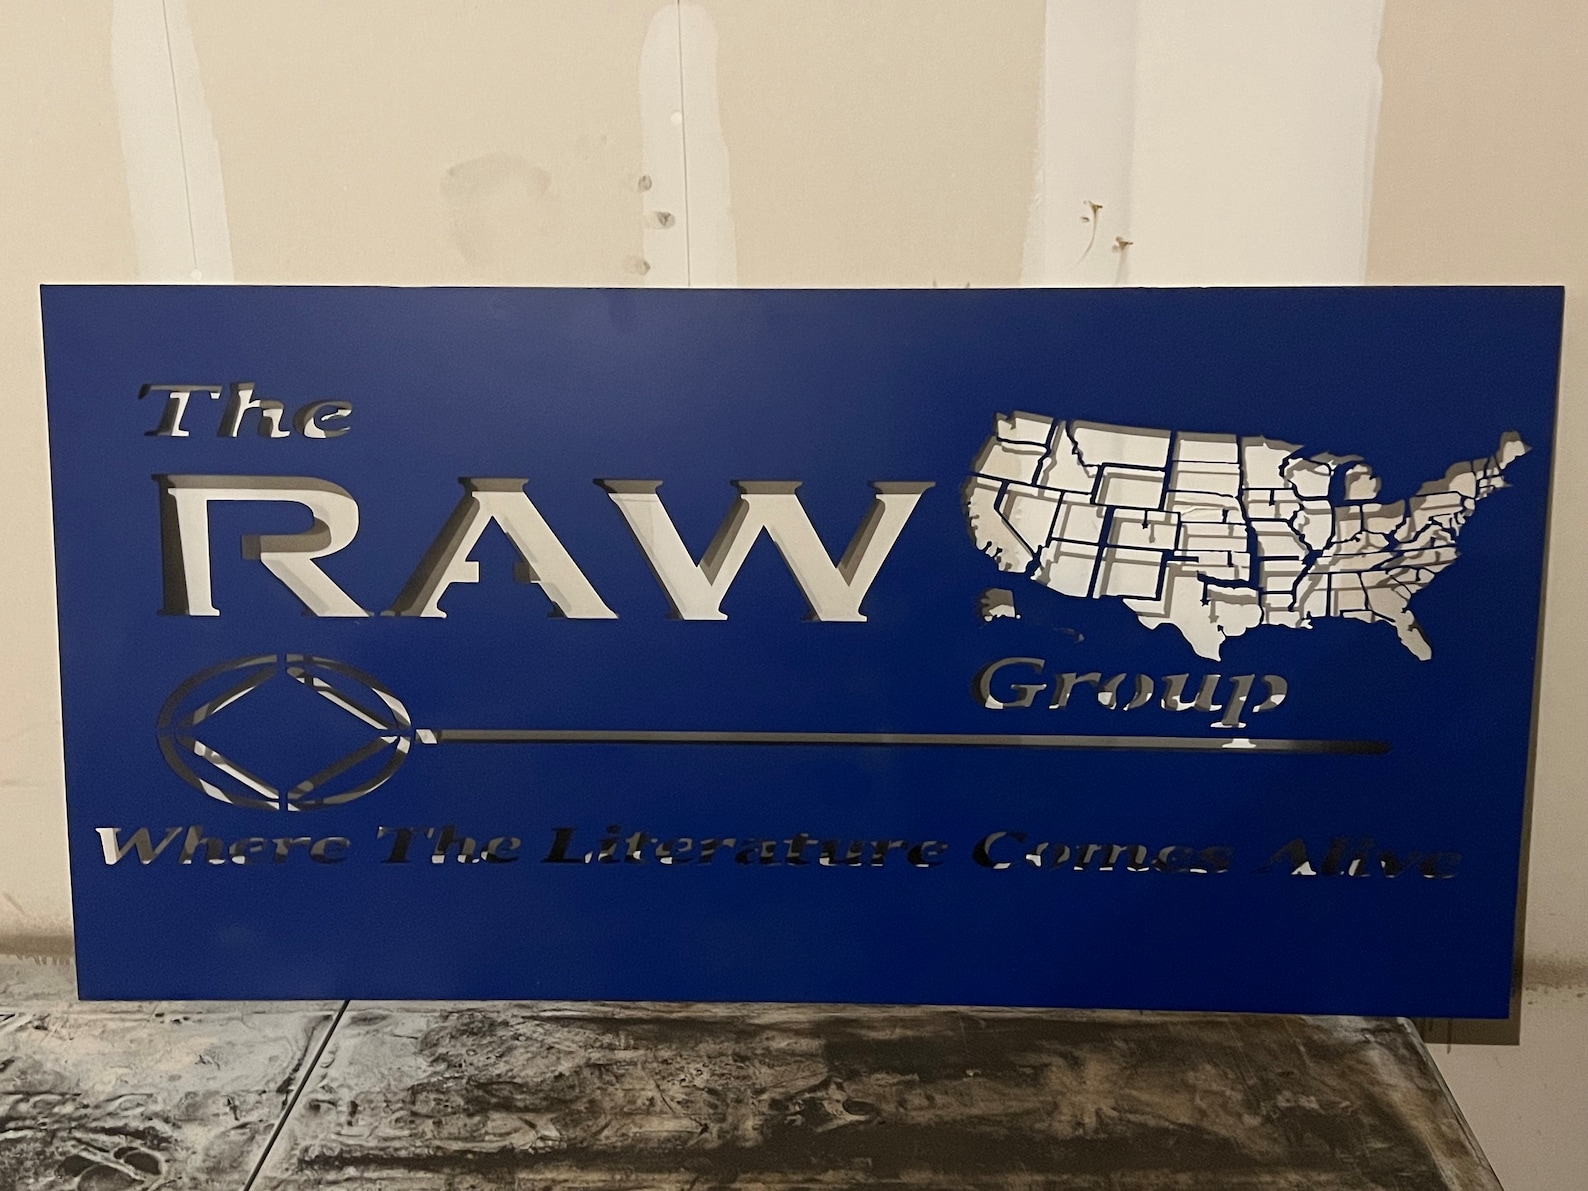 The
RAW
Group
Where The Literature Comes Alive